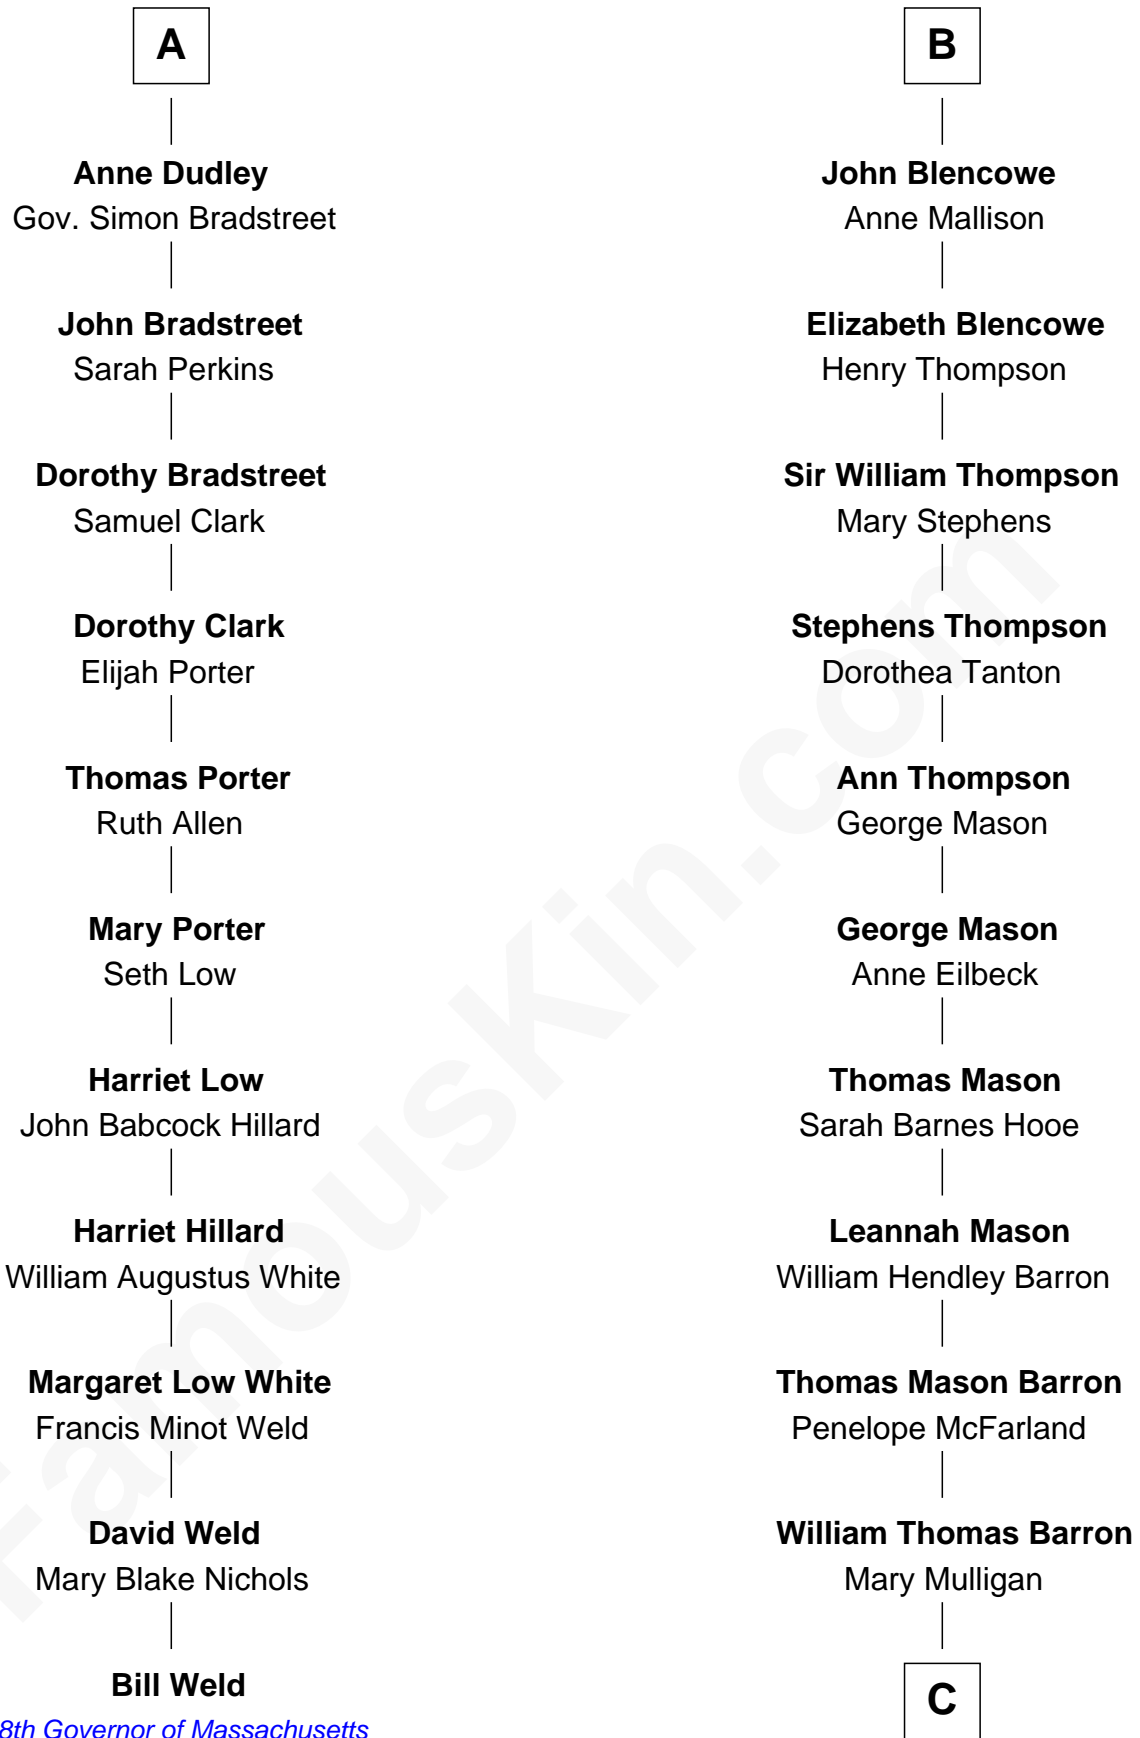 A
Anne Dudley
Gov. Simon Bradstreet
John Bradstreet
Sarah Perkins
Dorothy Bradstreet
Samuel Clark
Dorothy Clark
Elijah Porter
Thomas Porter
Ruth Allen
Mary Porter
Seth Low
Harriet Low
John Babcock Hillard
Harriet Hillard
William Augustus White
Margaret Low White
Francis Minot Weld
David Weld
Mary Blake Nichols
Bill Weld
8th Governor of Massachusetts
B
John Blencowe
Anne Mallison
Elizabeth Blencowe
Henry Thompson
Sir William Thompson
Mary Stephens
Stephens Thompson
Dorothea Tanton
Ann Thompson
George Mason
George Mason
Anne Eilbeck
Thomas Mason
Sarah Barnes Hooe
Leannah Mason
William Hendley Barron
Thomas Mason Barron
Penelope McFarland
William Thomas Barron
Mary Mulligan
C
FamousKin.com